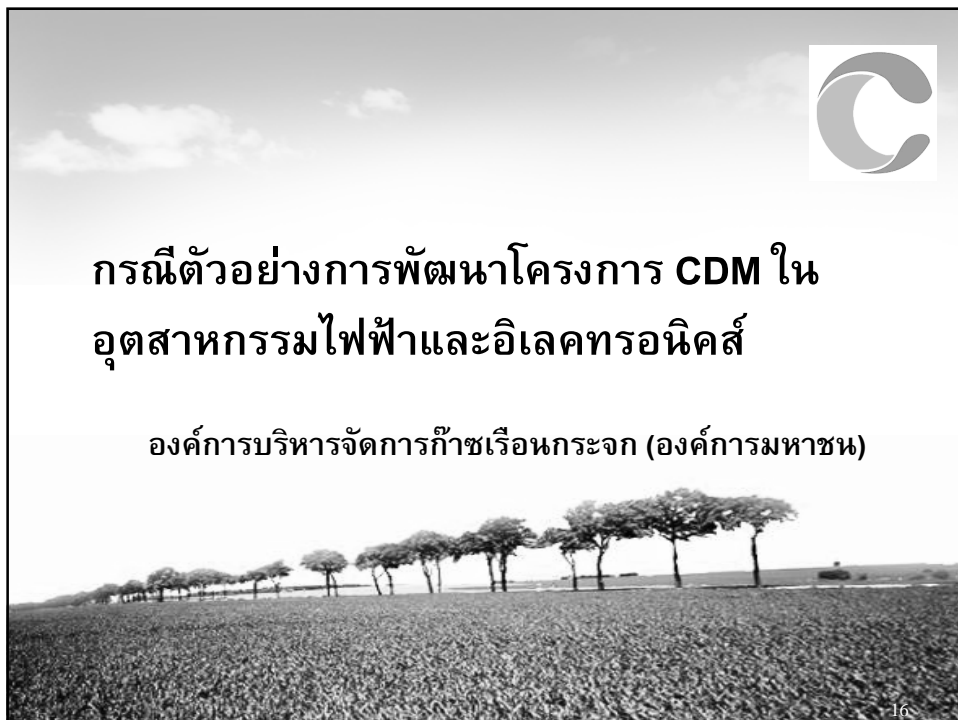 กรณีตัวอย่างการพัฒนาโครงการ CDM ใน
อุตสาหกรรมไฟฟ้าและอิเลคทรอนิคส์
องค์การบริหารจัดการก๊าซเรือนกระจก (องค์การมหาชน)
16